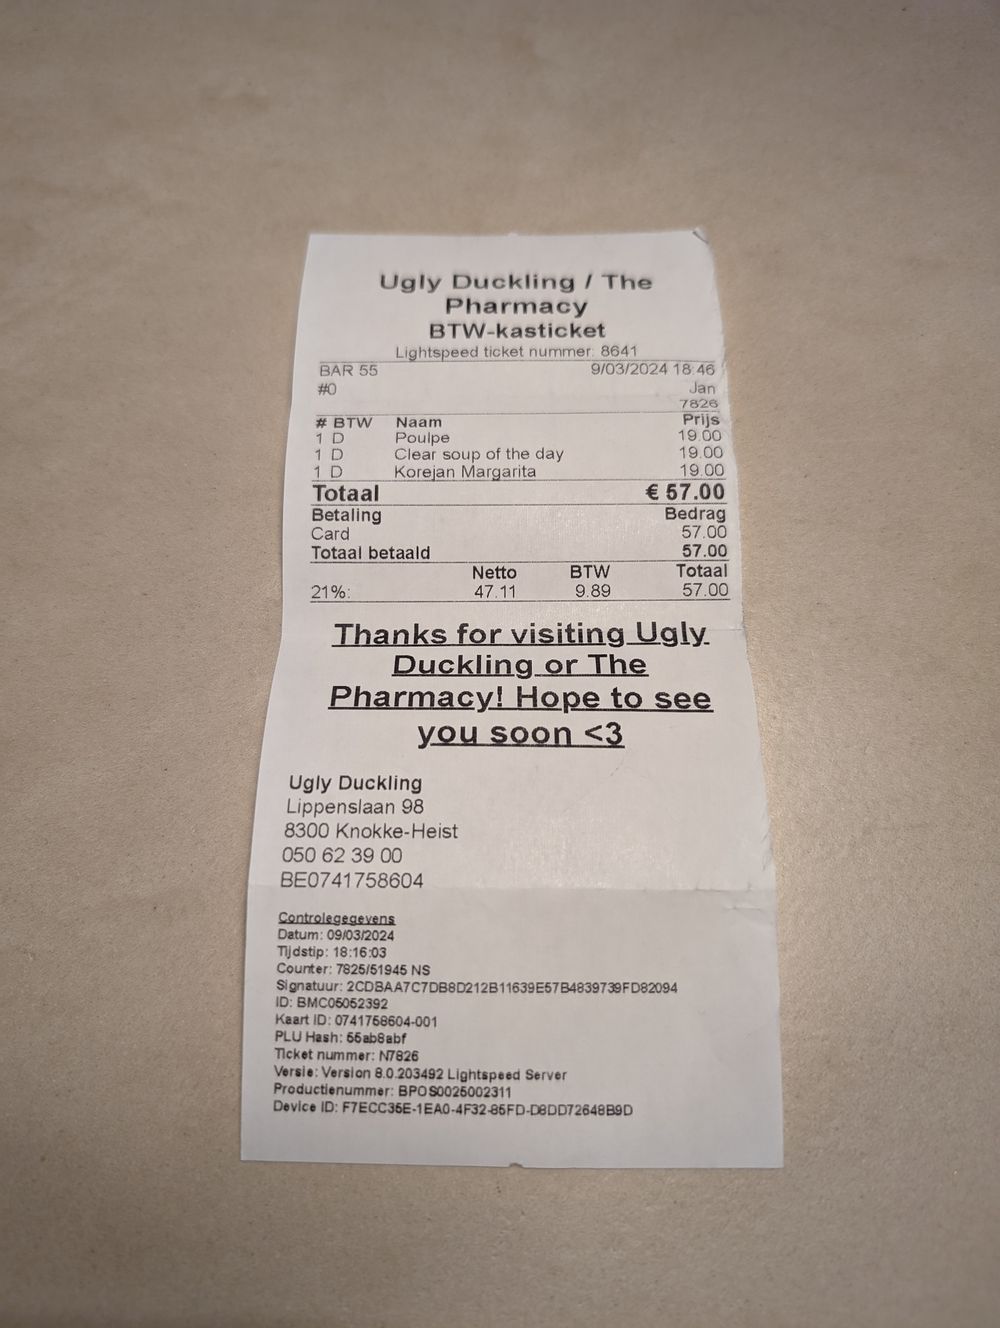 Ugly Duckling / The
Pharmacy
BTW-kasticket
Lightspeed ticket nummer: 8641
BAR 55 9/03/2024 18:46
#0 Jan
7826
# BTW Naam Prijs
1 D Poulpe 19.00
1 D Clear soup of the day 19.00
1 D Korejan Margarita 19.00
Totaal € 57.00
Betaling Bedrag
Card 57.00
Totaal betaald 57.00
Netto BTW Totaal
21%: 47.11 9.89 57.00
Thanks for visiting Ugly
Duckling or The
Pharmacy! Hope to see
you soon <3
Ugly Duckling
Lippenslaan 98
8300 Knokke-Heist
050 62 39 00
BE0741758604
Controlegegevens
Datum: 09/03/2024
Tijdstip: 18:16:03
Counter: 7825/51945 NS
Signatuur: 2CDBAA7C7DB8D212B11639E57B4839739FD82094
ID: BMC05052392
Kaart ID: 0741758604-001
PLU Hash: 55ab8abf
Ticket nummer: N7826
Versie: Version 8.0.203492 Lightspeed Server
Productienummer: BPOS0025002311
Device ID: F7ECC35E-1EA0-4F32-85FD-D8DD72648B9D